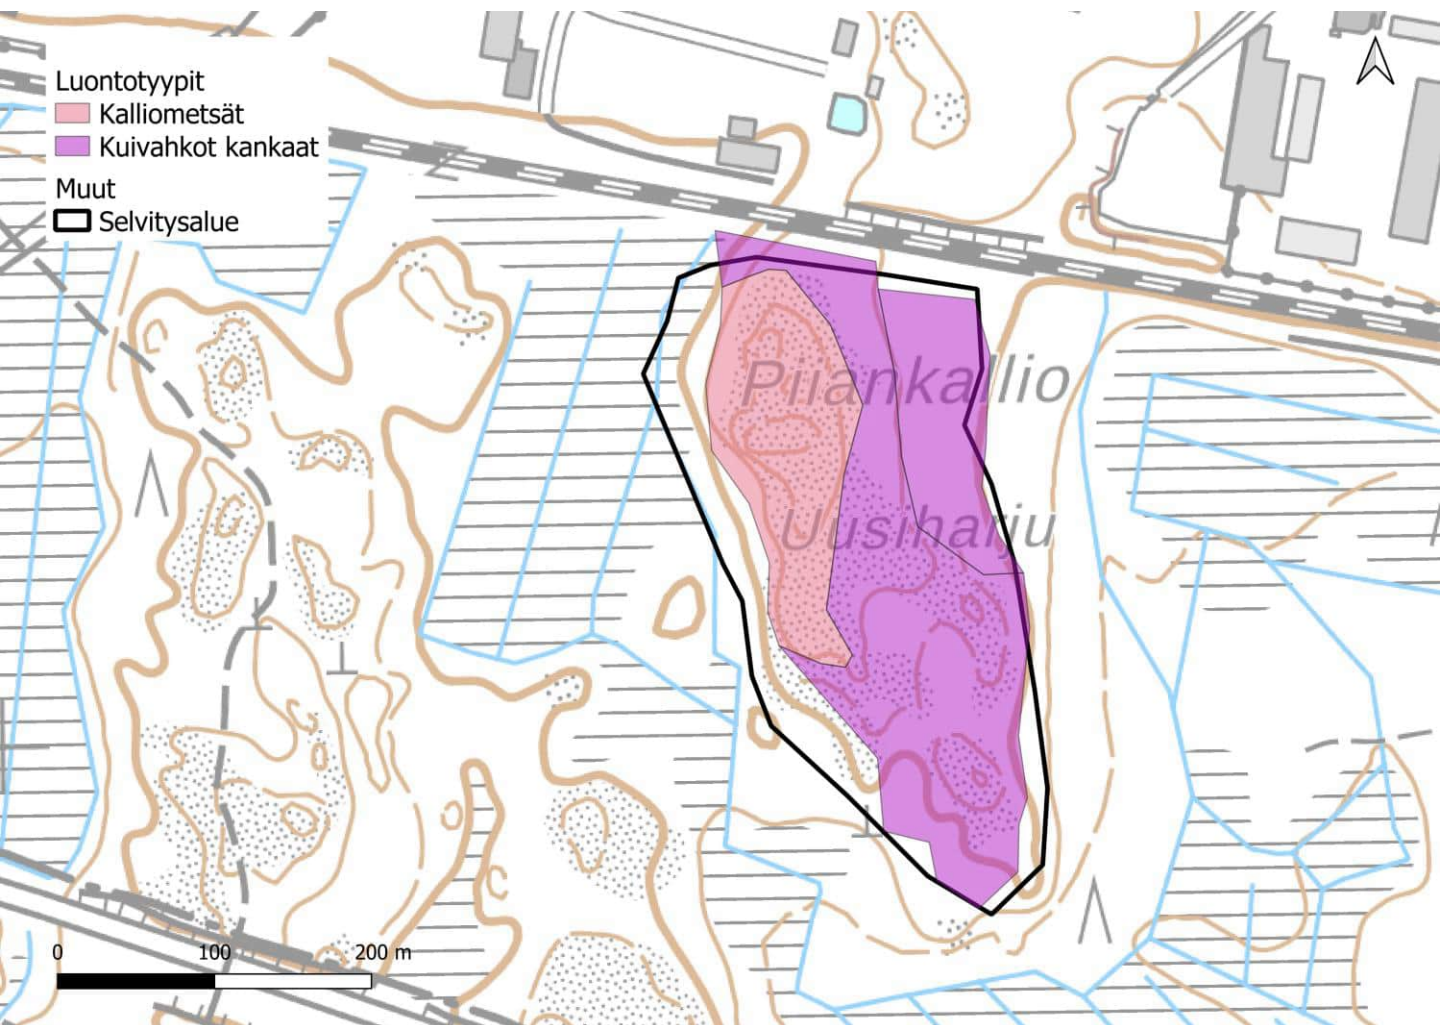 Luontotyypit
Kalliometsät
Kuivahkot kankaat
Muut
Selvitysalue
Piiankallio
Uusiharju
0 100 200 m